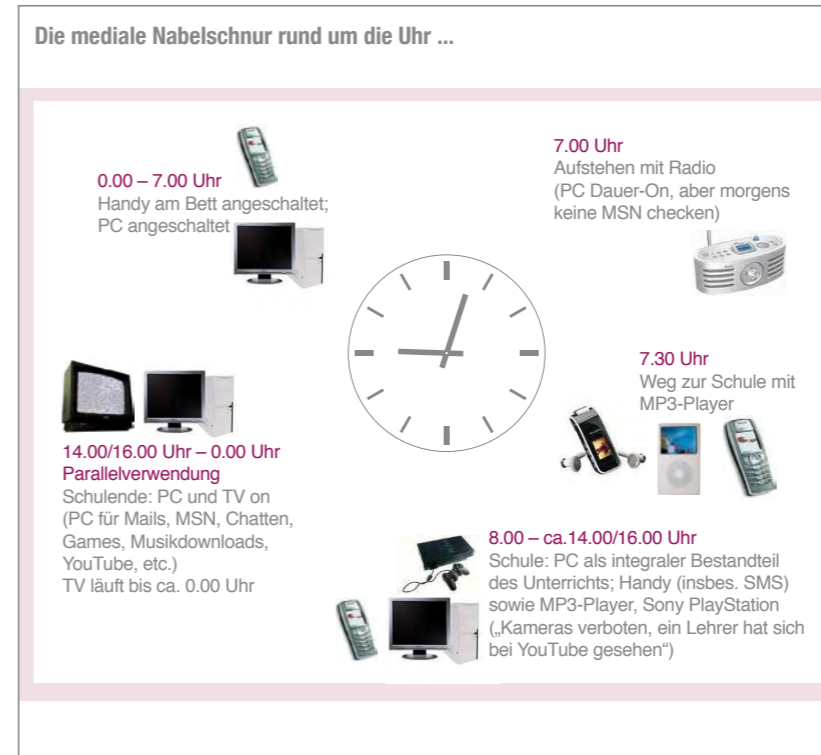 Die mediale Nabelschnur rund um die Uhr ...
0.00 – 7.00 Uhr
Handy am Bett angeschaltet;
PC angeschaltet
7.00 Uhr
Aufstehen mit Radio
(PC Dauer-On, aber morgens
keine MSN checken)
7.30 Uhr
Weg zur Schule mit
MP3-Player
8.00 – ca.14.00/16.00 Uhr
Schule: PC als integraler Bestandteil
des Unterrichts; Handy (insbes. SMS)
sowie MP3-Player, Sony PlayStation
(„Kameras verboten, ein Lehrer hat sich
bei YouTube gesehen“)
14.00/16.00 Uhr – 0.00 Uhr
Parallelverwendung
Schulende: PC und TV on
(PC für Mails, MSN, Chatten,
Games, Musikdownloads,
YouTube, etc.)
TV läuft bis ca. 0.00 Uhr